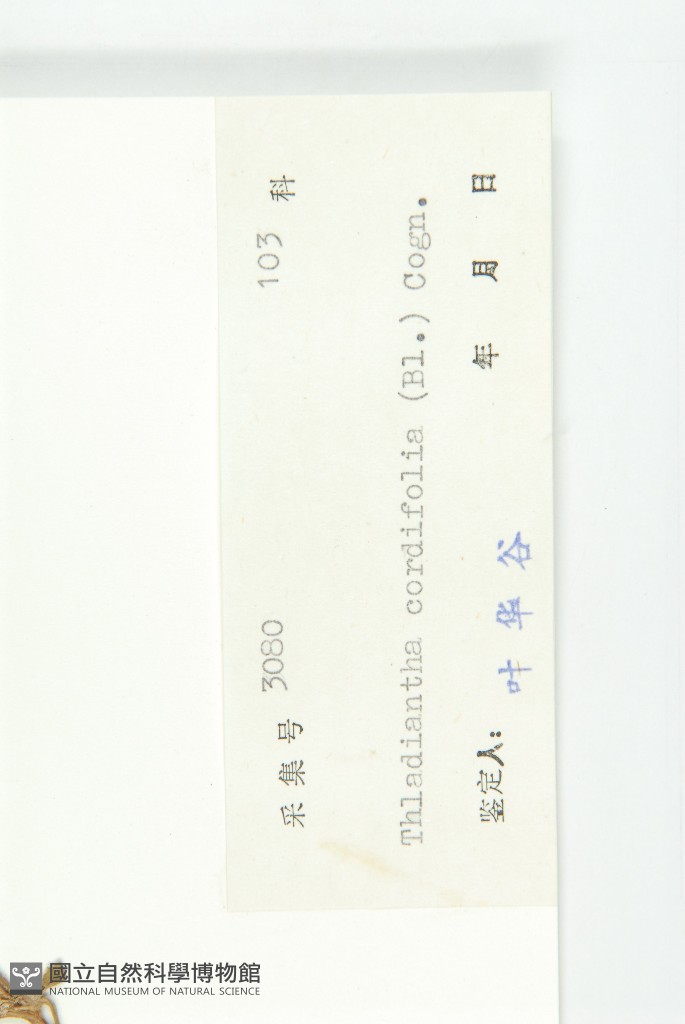 采集号 3080 103 科
Thladiantha cordifolia (Bl.) Cogn.
鉴定人: 叶华谷 年 月 日
國立自然科學博物館
NATIONAL MUSEUM OF NATURAL SCIENCE